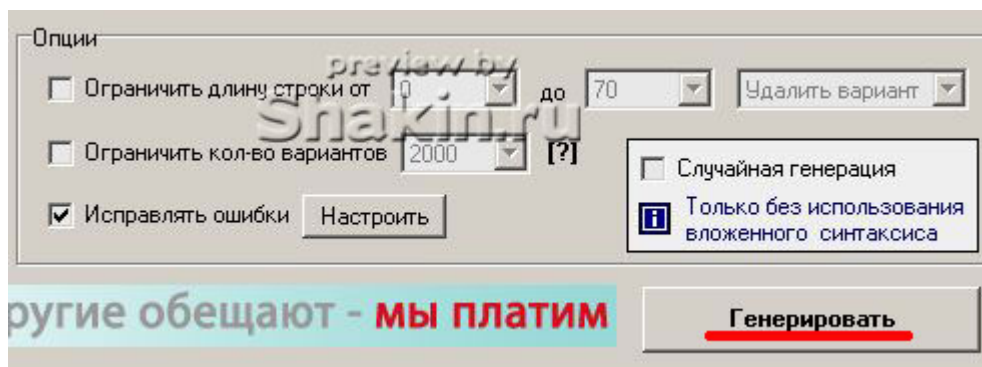 Опции
preview by
Shakin.ru
Ограничить длину строки от 0 до 70 Удалить вариант
Ограничить кол-во вариантов 2000 [?]
Случайная генерация
Исправлять ошибки Настроить
Только без использования
вложенного синтаксиса
ругие обещают - мы платим
Генерировать